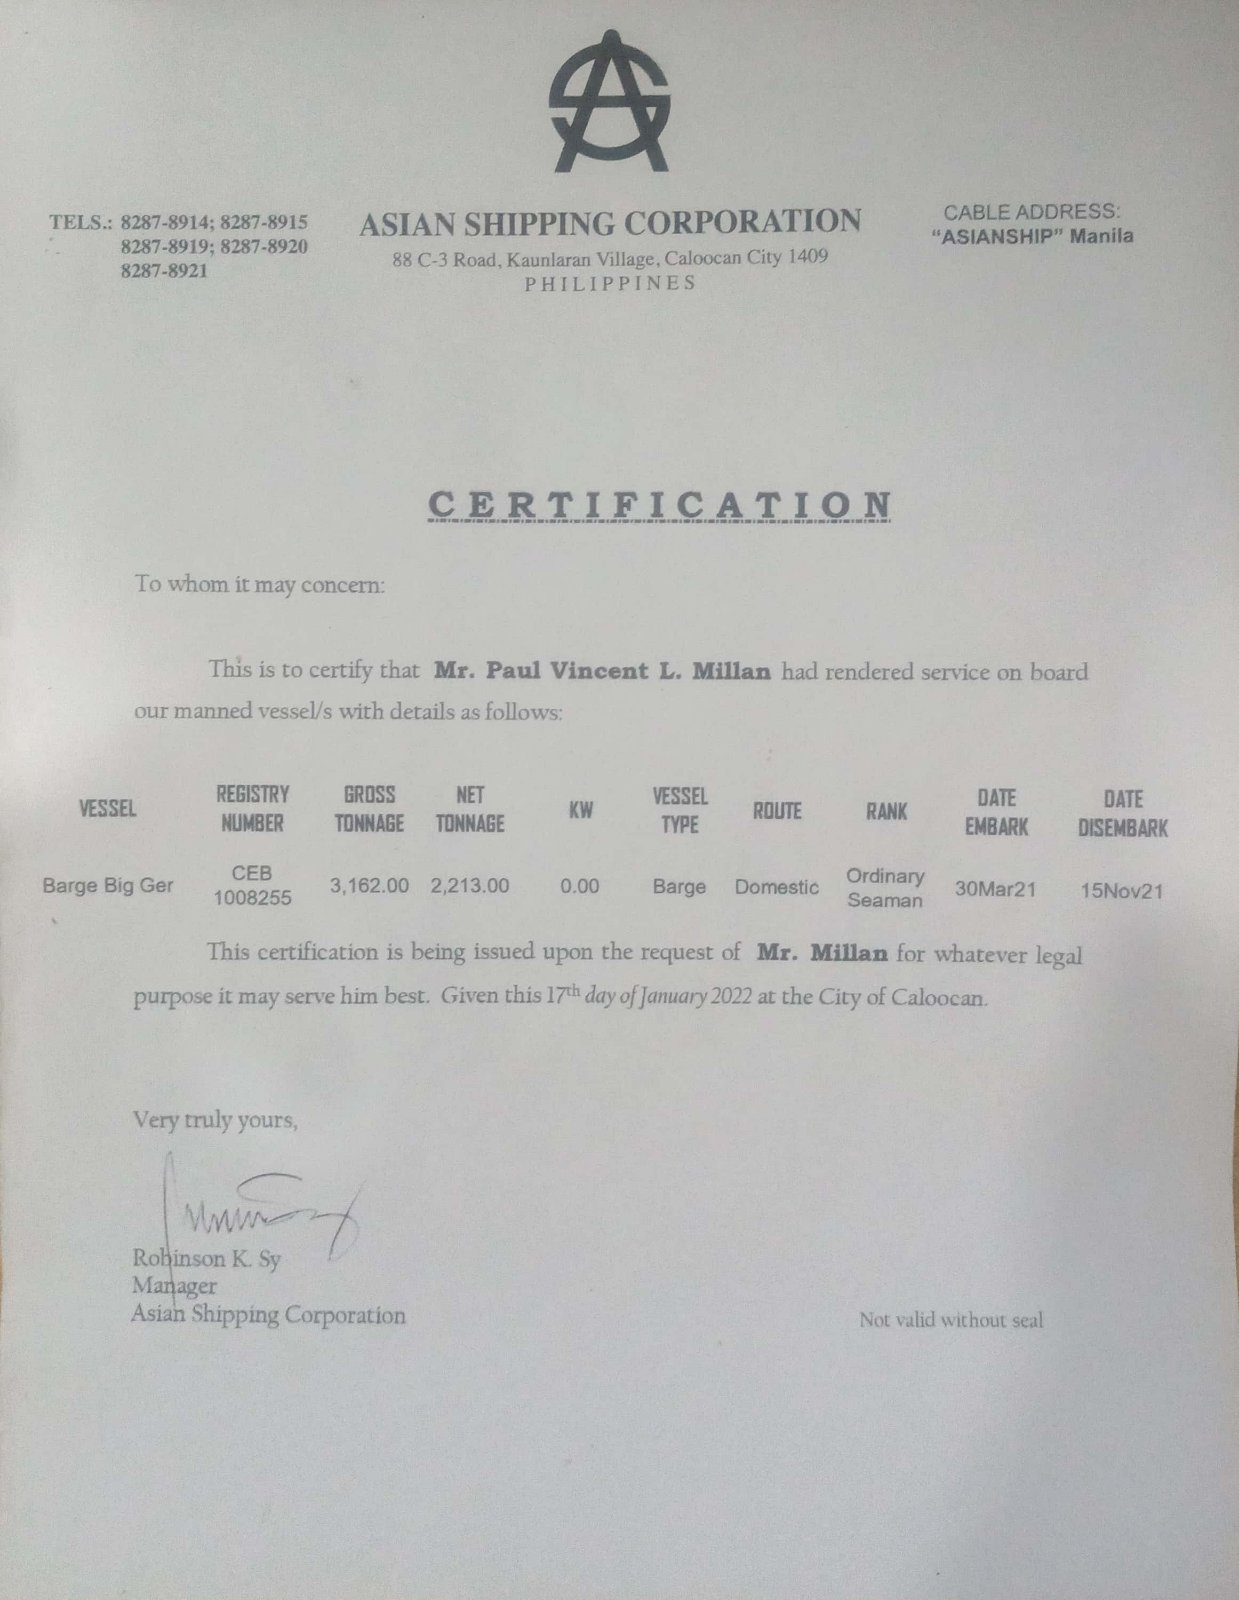 TELS.: 8287-8914; 8287-8915
8287-8919; 8287-8920
8287-8921
ASIAN SHIPPING CORPORATION
88 C-3 Road, Kaunlaran Village, Caloocan City 1409
PHILIPPINES
CABLE ADDRESS:
"ASIANSHIP" Manila
CERTIFICATION
To whom it may concern:
This is to certify that Mr. Paul Vincent L. Millan had rendered service on board
our manned vessel/s with details as follows:
VESSEL REGISTRY NUMBER GROSS TONNAGE NET TONNAGE KW VESSEL TYPE ROUTE RANK DATE EMBARK DATE DISEMBARK
Barge Big Ger CEB 1008255 3,162.00 2,213.00 0.00 Barge Domestic Ordinary Seaman 30Mar21 15Nov21
This certification is being issued upon the request of Mr. Millan for whatever legal
purpose it may serve him best. Given this 17th day of January 2022 at the City of Caloocan.
Very truly yours,
Robinson K. Sy
Manager
Asian Shipping Corporation
Not valid without seal